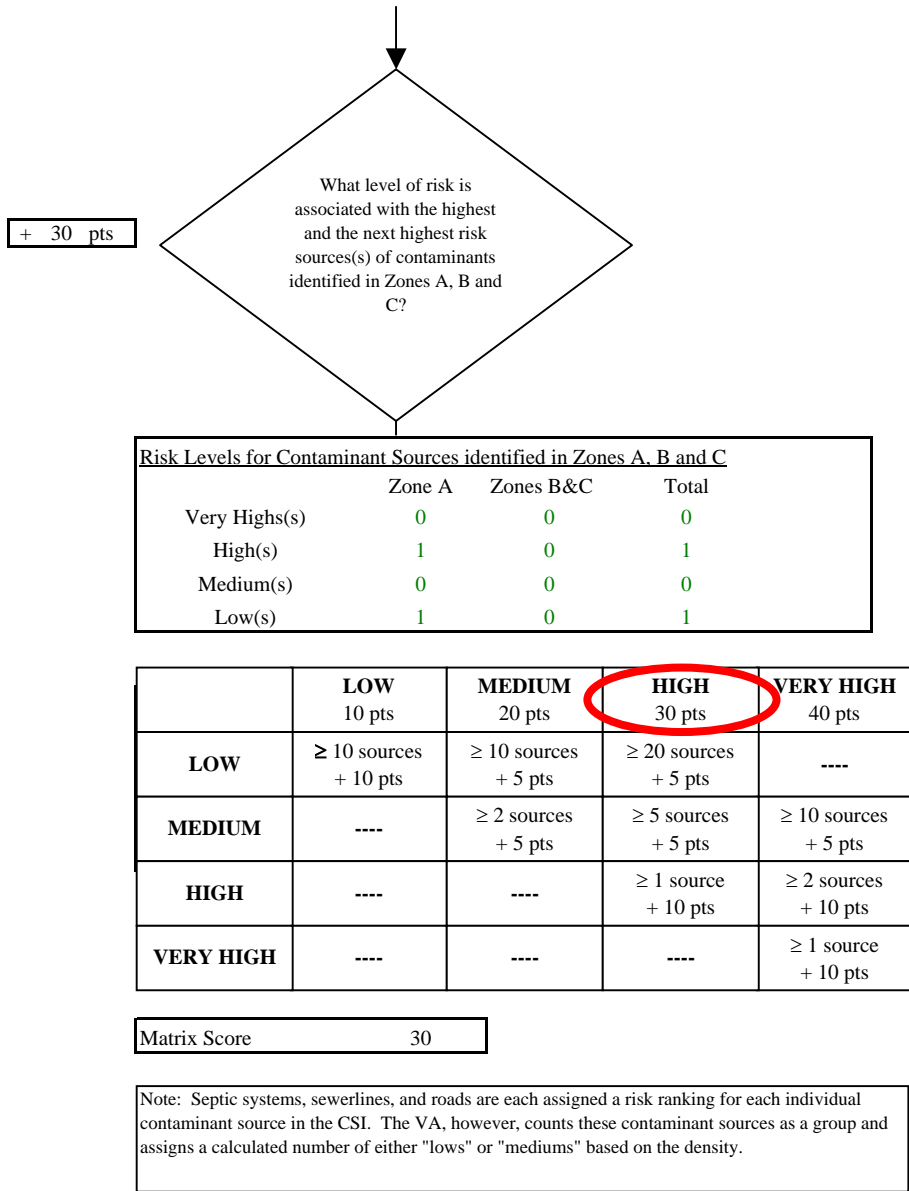 What level of risk is
associated with the highest
and the next highest risk
sources(s) of contaminants
identified in Zones A, B and
C?
+ 30 pts
Risk Levels for Contaminant Sources identified in Zones A, B and C
Zone A Zones B&C Total
Very Highs(s) 0 0 0
High(s) 1 0 1
Medium(s) 0 0 0
Low(s) 1 0 1
LOW MEDIUM HIGH VERY HIGH
10 pts 20 pts 30 pts 40 pts
LOW ≥ 10 sources ≥ 10 sources ≥ 20 sources ----
+ 10 pts + 5 pts + 5 pts
MEDIUM ---- ≥ 2 sources ≥ 5 sources ≥ 10 sources
+ 5 pts + 5 pts + 5 pts
HIGH ---- ---- ≥ 1 source ≥ 2 sources
+ 10 pts + 10 pts
VERY HIGH ---- ---- ---- ≥ 1 source
+ 10 pts
Matrix Score 30
Note: Septic systems, sewerlines, and roads are each assigned a risk ranking for each individual
contaminant source in the CSI. The VA, however, counts these contaminant sources as a group and
assigns a calculated number of either "lows" or "mediums" based on the density.